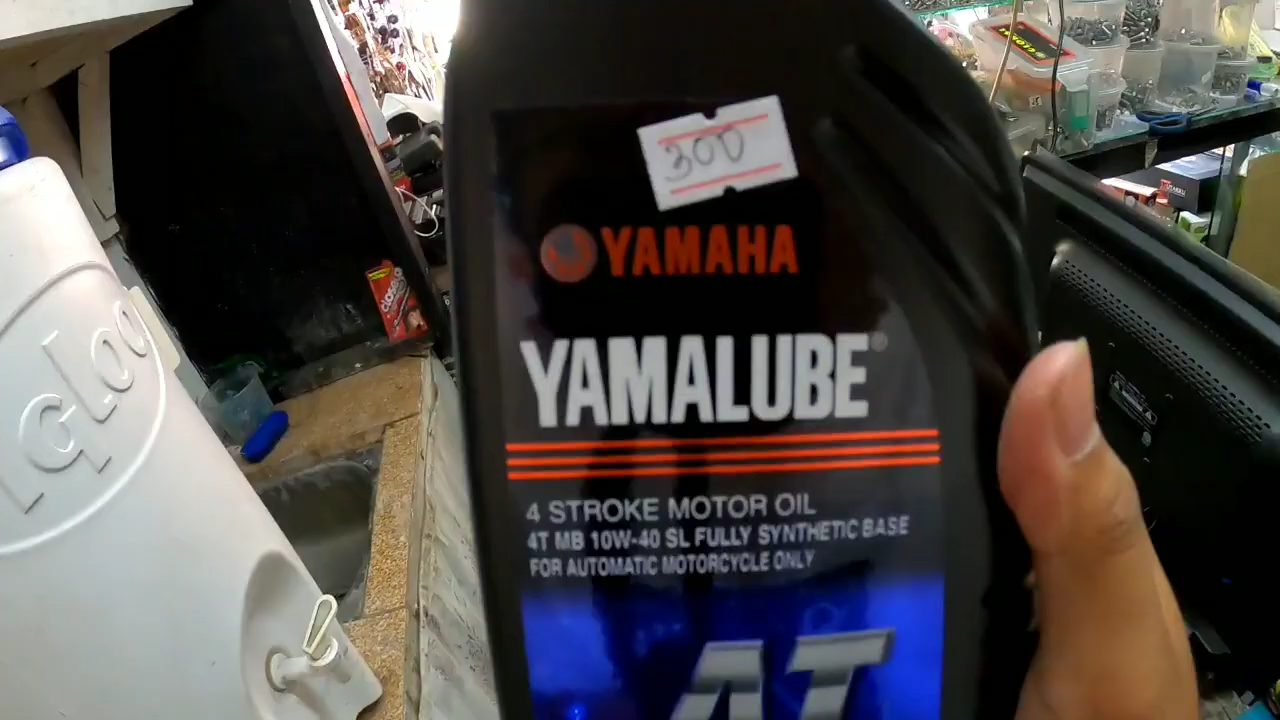 300
YAMAHA
YAMALUBE
4 STROKE MOTOR OIL
4T MB 10W-40 SL FULLY SYNTHETIC BASE
FOR AUTOMATIC MOTORCYCLE ONLY
AT
IgLoo